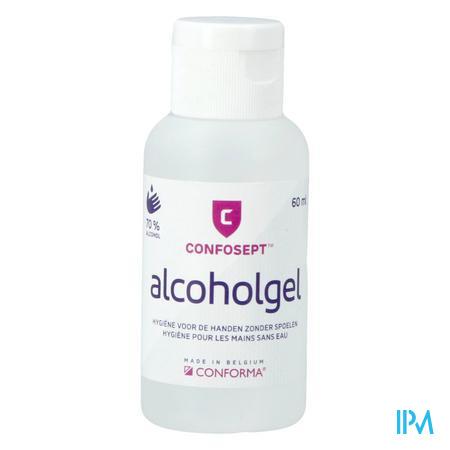 70 %
ALCOHOL
60 ml
C
CONFOSEPT™
alcoholgel
HYGIËNE VOOR DE HANDEN ZONDER SPOELEN
HYGIÈNE POUR LES MAINS SANS EAU
MADE IN BELGIUM
CONFORMA®
IPM